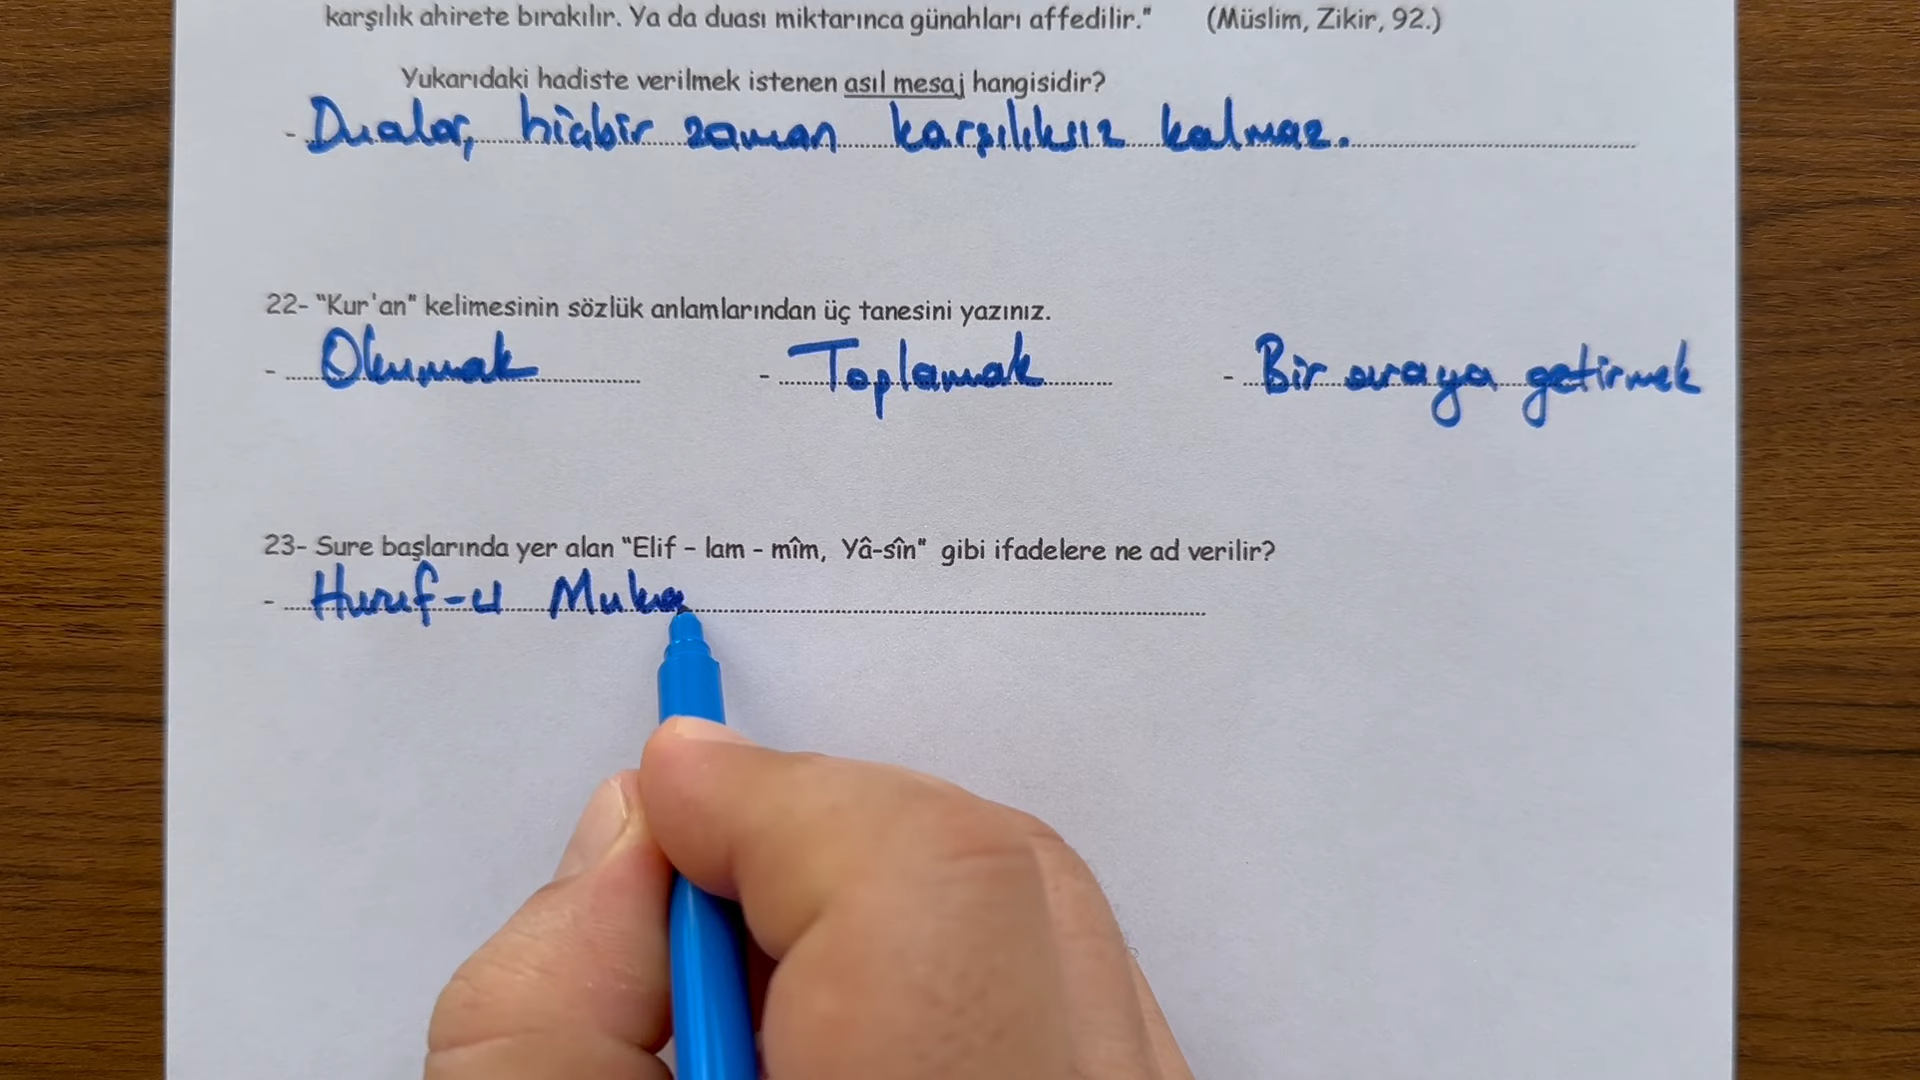 karşılık ahirete bırakılır. Ya da duası miktarınca günahları affedilir." (Müslim, Zikir, 92.)
Yukarıdaki hadiste verilmek istenen asıl mesaj hangisidir?
- Dualar, hiçbir zaman karşılıksız kalmaz.
22- "Kur'an" kelimesinin sözlük anlamlarından üç tanesini yazınız.
- Okumak - Toplamak - Bir araya getirmek
23- Sure başlarında yer alan "Elif - lam - mîm, Yâ-sîn" gibi ifadelere ne ad verilir?
- Huruf-u Muka